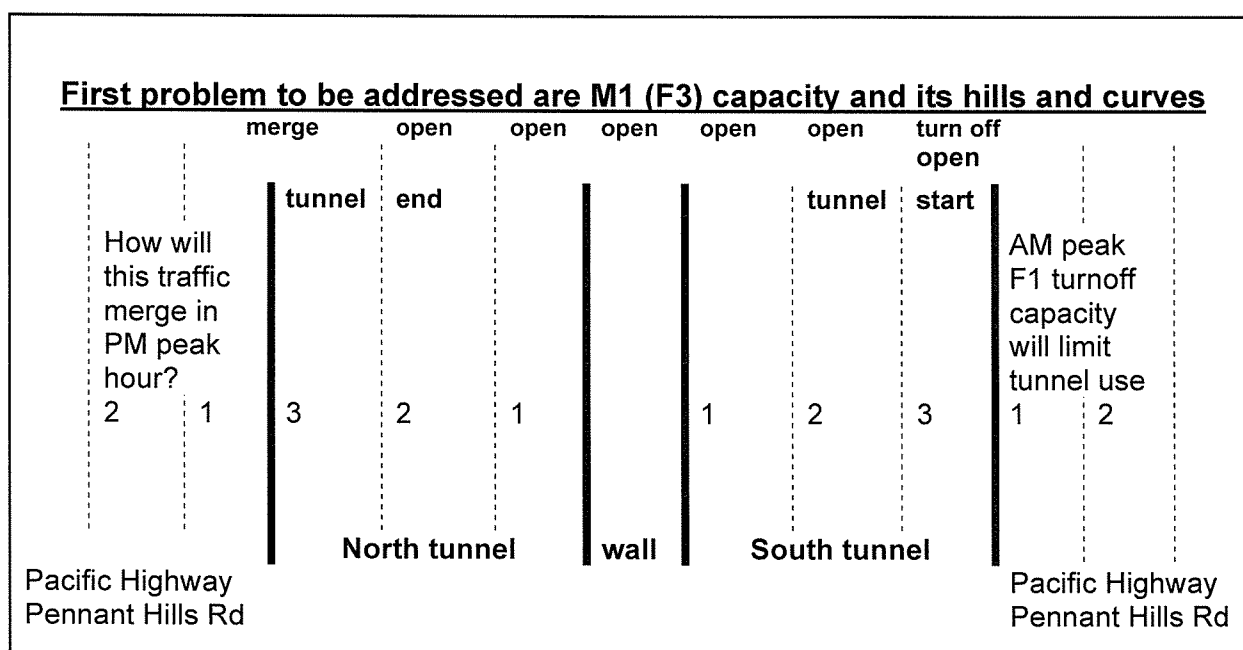 First problem to be addressed are M1 (F3) capacity and its hills and curves
merge open open open open open turn off
open
tunnel end tunnel start
How will
this traffic
merge in
PM peak
hour?
AM peak
F1 turnoff
capacity
will limit
tunnel use
2 1 3 2 1 1 2 3 1 2
North tunnel wall South tunnel
Pacific Highway
Pennant Hills Rd
Pacific Highway
Pennant Hills Rd